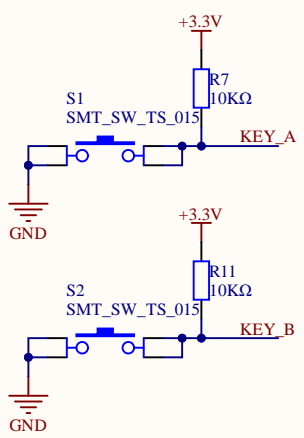 +3.3V
R7
10KΩ
S1
SMT_SW_TS_015
KEY_A
GND
+3.3V
R11
10KΩ
S2
SMT_SW_TS_015
KEY_B
GND